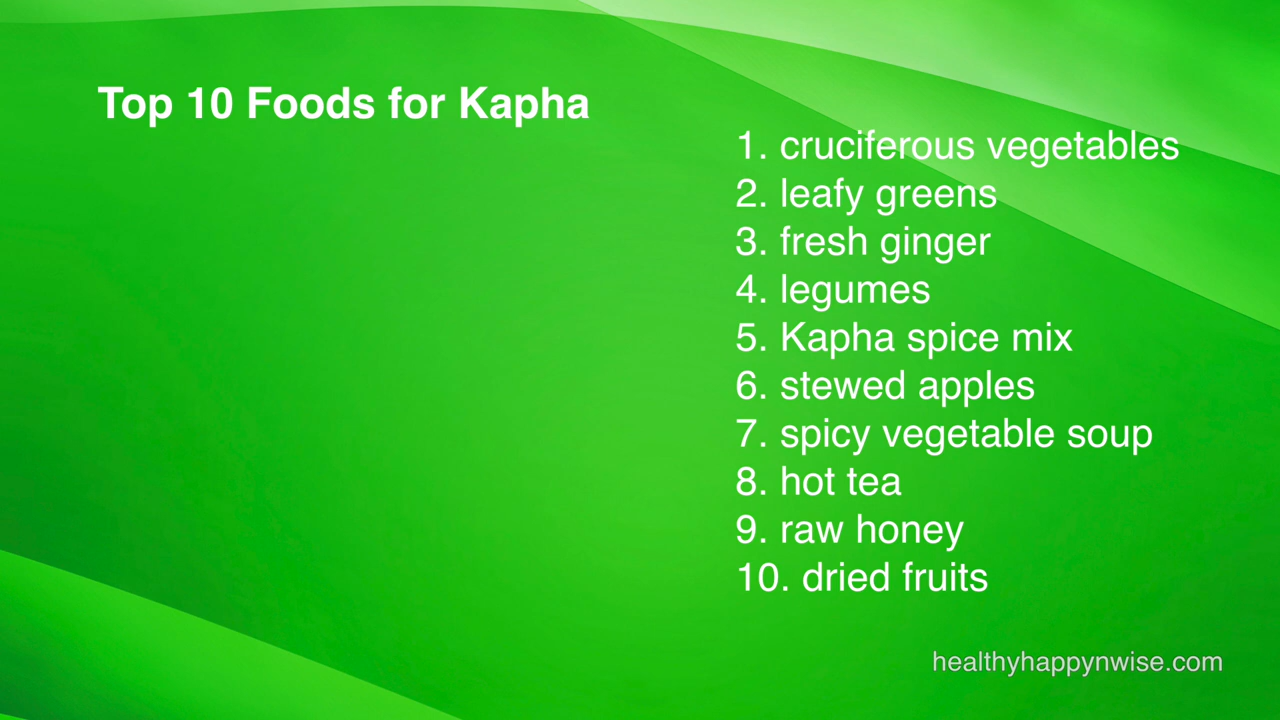 Top 10 Foods for Kapha
1. cruciferous vegetables
2. leafy greens
3. fresh ginger
4. legumes
5. Kapha spice mix
6. stewed apples
7. spicy vegetable soup
8. hot tea
9. raw honey
10. dried fruits
healthyhappynwise.com